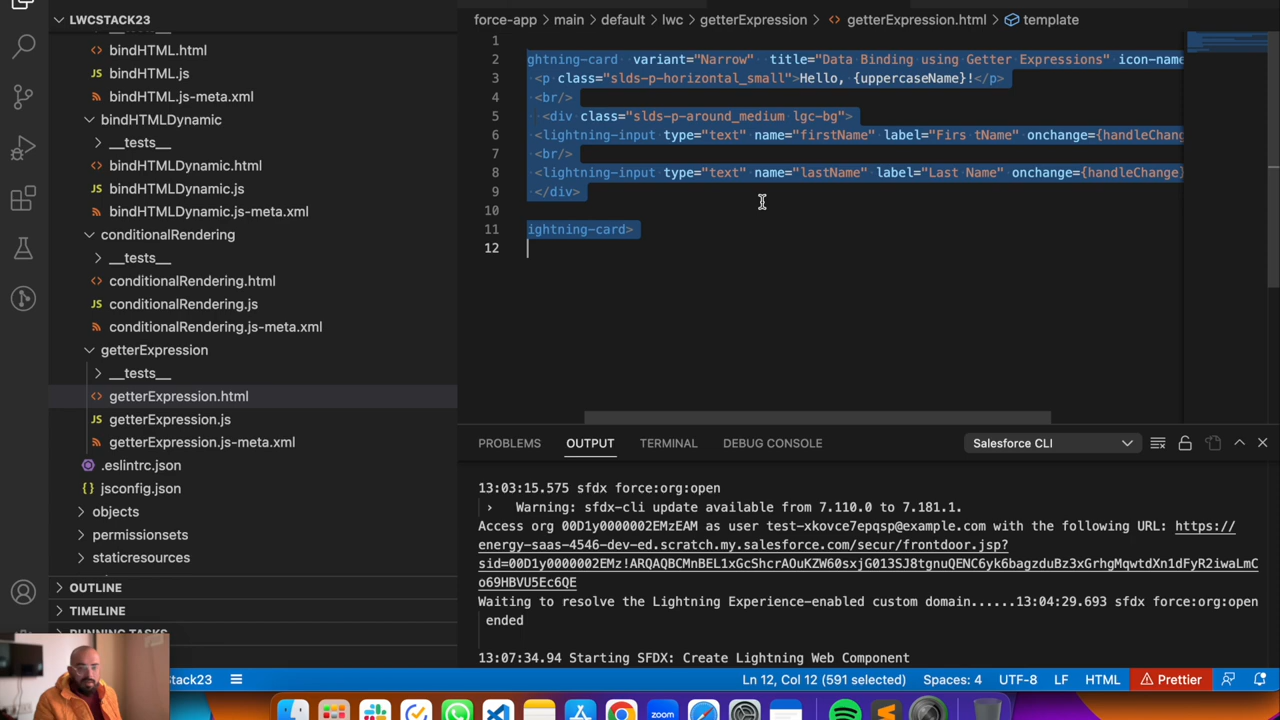 LWCSTACK23
bindHTML.html
JS bindHTML.js
bindHTML.js-meta.xml
bindHTMLDynamic
__tests__
bindHTMLDynamic.html
JS bindHTMLDynamic.js
bindHTMLDynamic.js-meta.xml
conditionalRendering
__tests__
conditionalRendering.html
JS conditionalRendering.js
conditionalRendering.js-meta.xml
getterExpression
__tests__
getterExpression.html
JS getterExpression.js
getterExpression.js-meta.xml
.eslintrc.json
{} jsconfig.json
objects
permissionsets
staticresources
OUTLINE
TIMELINE
RUNNING TASKS
force-app > main > default > lwc > getterExpression > <> getterExpression.html > template
1
2 ghtning-card variant="Narrow" title="Data Binding using Getter Expressions" icon-name
3 <p class="slds-p-horizontal_small">Hello, {uppercaseName}!</p>
4 <br/>
5 <div class="slds-p-around_medium lgc-bg">
6 <lightning-input type="text" name="firstName" label="Firs tName" onchange={handleChang
7 <br/>
8 <lightning-input type="text" name="lastName" label="Last Name" onchange={handleChange}
9 </div>
10
11 ightning-card>
12
PROBLEMS OUTPUT TERMINAL DEBUG CONSOLE Salesforce CLI
13:03:15.575 sfdx force:org:open
› Warning: sfdx-cli update available from 7.110.0 to 7.181.1.
Access org 00D1y0000002EMzEAM as user test-xkovce7epqsp@example.com with the following URL: https://
energy-saas-4546-dev-ed.scratch.my.salesforce.com/secur/frontdoor.jsp?
sid=00D1y0000002EMz!ARQAQBCMnBEL1xGcShcrAOuKZW60sxjG013SJ8tgnuQENC6yk6bagzduBz3xGrhgMqwtdXn1dFyR2iwaLmC
o69HBVU5Ec6QE
Waiting to resolve the Lightning Experience-enabled custom domain......13:04:29.693 sfdx force:org:open
ended
13:07:34.94 Starting SFDX: Create Lightning Web Component
Stack23 Ln 12, Col 12 (591 selected) Spaces: 4 UTF-8 LF HTML Prettier
zoom